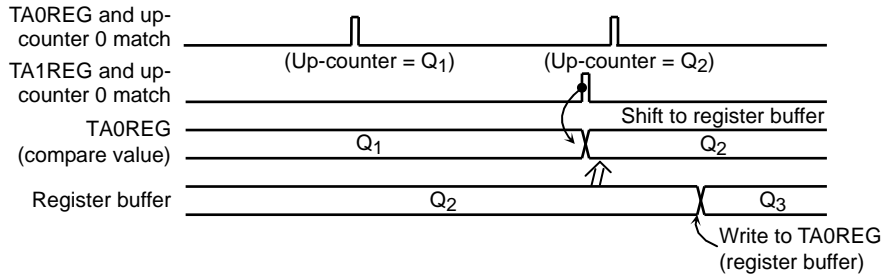 TA0REG and up-
counter 0 match
(Up-counter = Q1)
(Up-counter = Q2)
TA1REG and up-
counter 0 match
Shift to register buffer
TA0REG
(compare value)
Q1
Q2
Register buffer
Q2
Q3
Write to TA0REG
(register buffer)